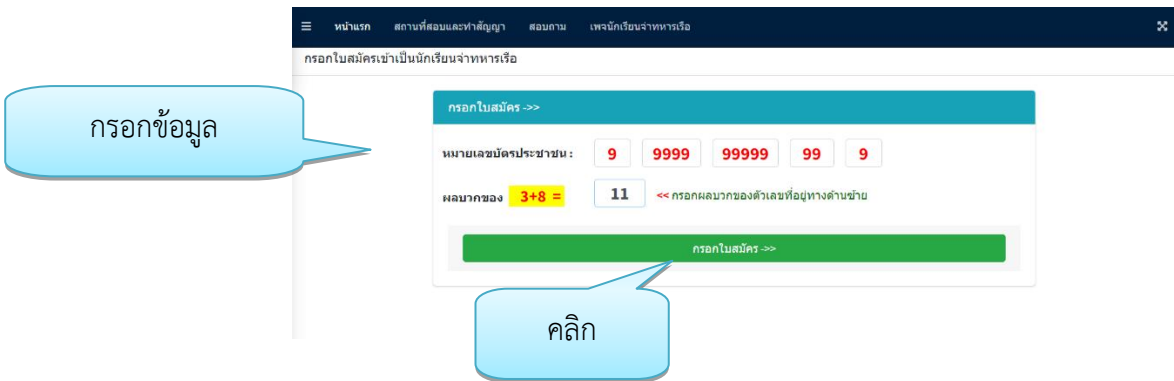 ☰ หน้าแรก สถานที่สอบและทำสัญญา สอบถาม เพจนักเรียนจ่าทหารเรือ
กรอกใบสมัครเข้าเป็นนักเรียนจ่าทหารเรือ
กรอกใบสมัคร ->>
กรอกข้อมูล
หมายเลขบัตรประชาชน : 9 9999 99999 99 9
ผลบวกของ 3+8 = 11 << กรอกผลบวกของตัวเลขที่อยู่ทางด้านซ้าย
กรอกใบสมัคร ->>
คลิก